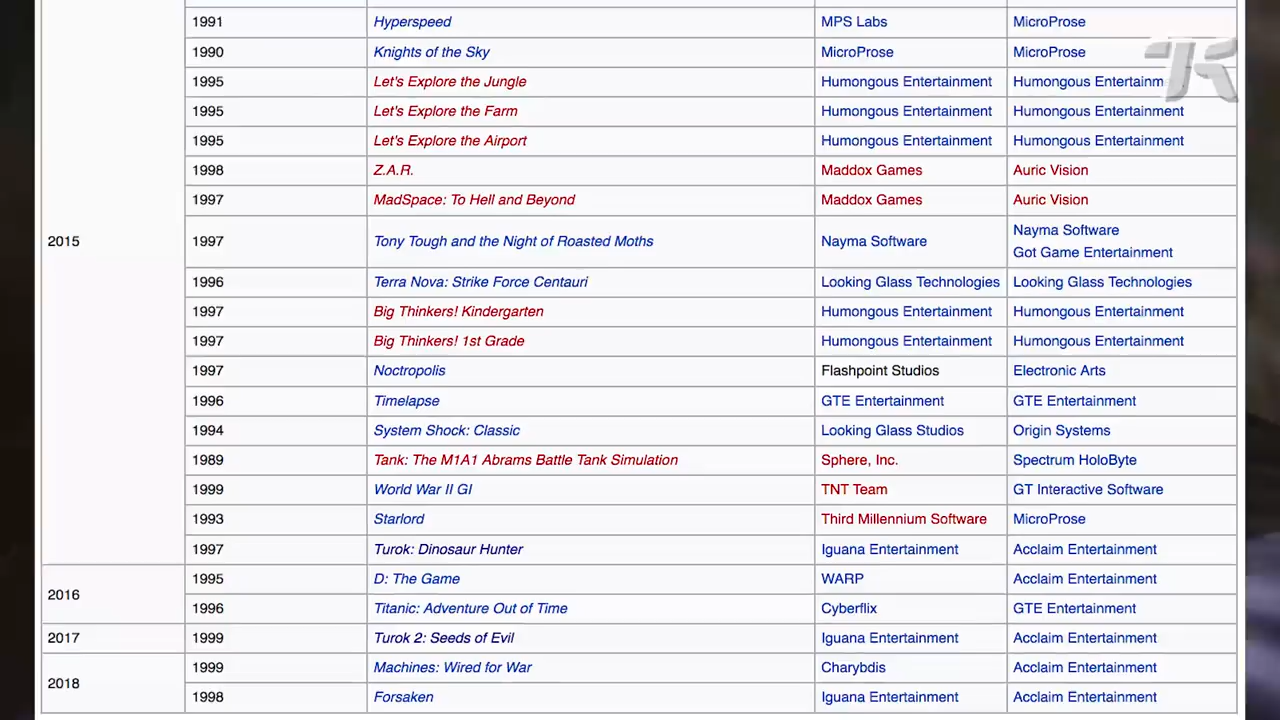 1991 Hyperspeed MPS Labs MicroProse
1990 Knights of the Sky MicroProse MicroProse
1995 Let's Explore the Jungle Humongous Entertainment Humongous Entertainm
1995 Let's Explore the Farm Humongous Entertainment Humongous Entertainment
1995 Let's Explore the Airport Humongous Entertainment Humongous Entertainment
1998 Z.A.R. Maddox Games Auric Vision
1997 MadSpace: To Hell and Beyond Maddox Games Auric Vision
2015 1997 Tony Tough and the Night of Roasted Moths Nayma Software Nayma Software
Got Game Entertainment
1996 Terra Nova: Strike Force Centauri Looking Glass Technologies Looking Glass Technologies
1997 Big Thinkers! Kindergarten Humongous Entertainment Humongous Entertainment
1997 Big Thinkers! 1st Grade Humongous Entertainment Humongous Entertainment
1997 Noctropolis Flashpoint Studios Electronic Arts
1996 Timelapse GTE Entertainment GTE Entertainment
1994 System Shock: Classic Looking Glass Studios Origin Systems
1989 Tank: The M1A1 Abrams Battle Tank Simulation Sphere, Inc. Spectrum HoloByte
1999 World War II GI TNT Team GT Interactive Software
1993 Starlord Third Millennium Software MicroProse
1997 Turok: Dinosaur Hunter Iguana Entertainment Acclaim Entertainment
2016 1995 D: The Game WARP Acclaim Entertainment
1996 Titanic: Adventure Out of Time Cyberflix GTE Entertainment
2017 1999 Turok 2: Seeds of Evil Iguana Entertainment Acclaim Entertainment
2018 1999 Machines: Wired for War Charybdis Acclaim Entertainment
1998 Forsaken Iguana Entertainment Acclaim Entertainment